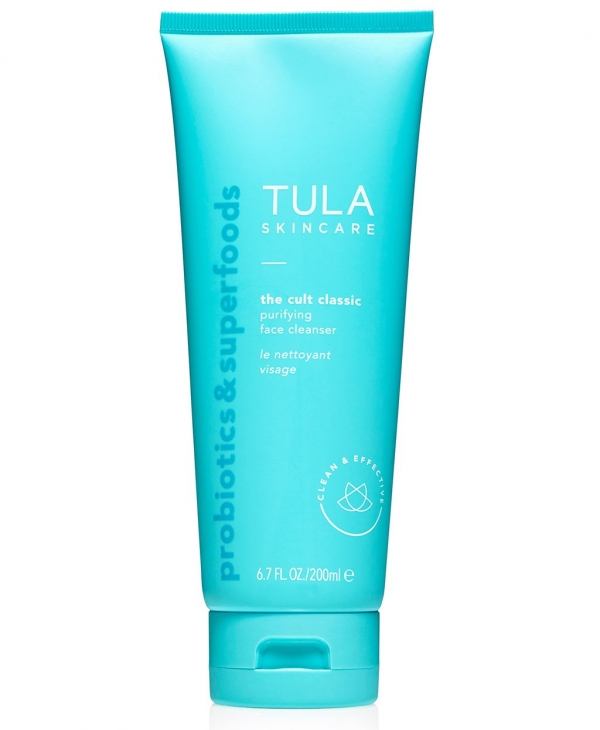 TULA
SKINCARE
the cult classic
purifying
face cleanser
le nettoyant
visage
probiotics&superfoods
CLEAN & EFFECTIVE
6.7 FL. OZ./200ml ℮